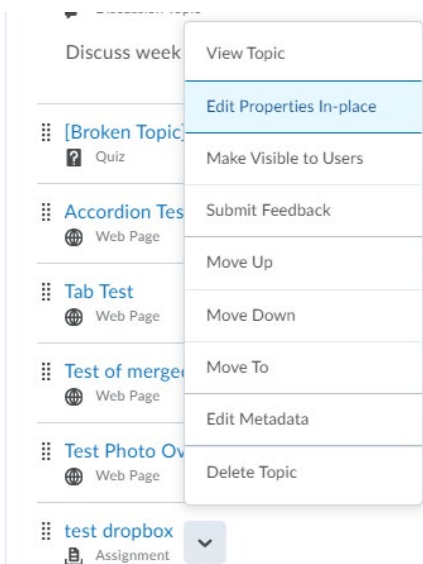 Discussion Topic
Discuss week
[Broken Topic]
Quiz
Accordion Tes
Web Page
Tab Test
Web Page
Test of merged
Web Page
Test Photo Ov
Web Page
test dropbox
Assignment
View Topic
Edit Properties In-place
Make Visible to Users
Submit Feedback
Move Up
Move Down
Move To
Edit Metadata
Delete Topic